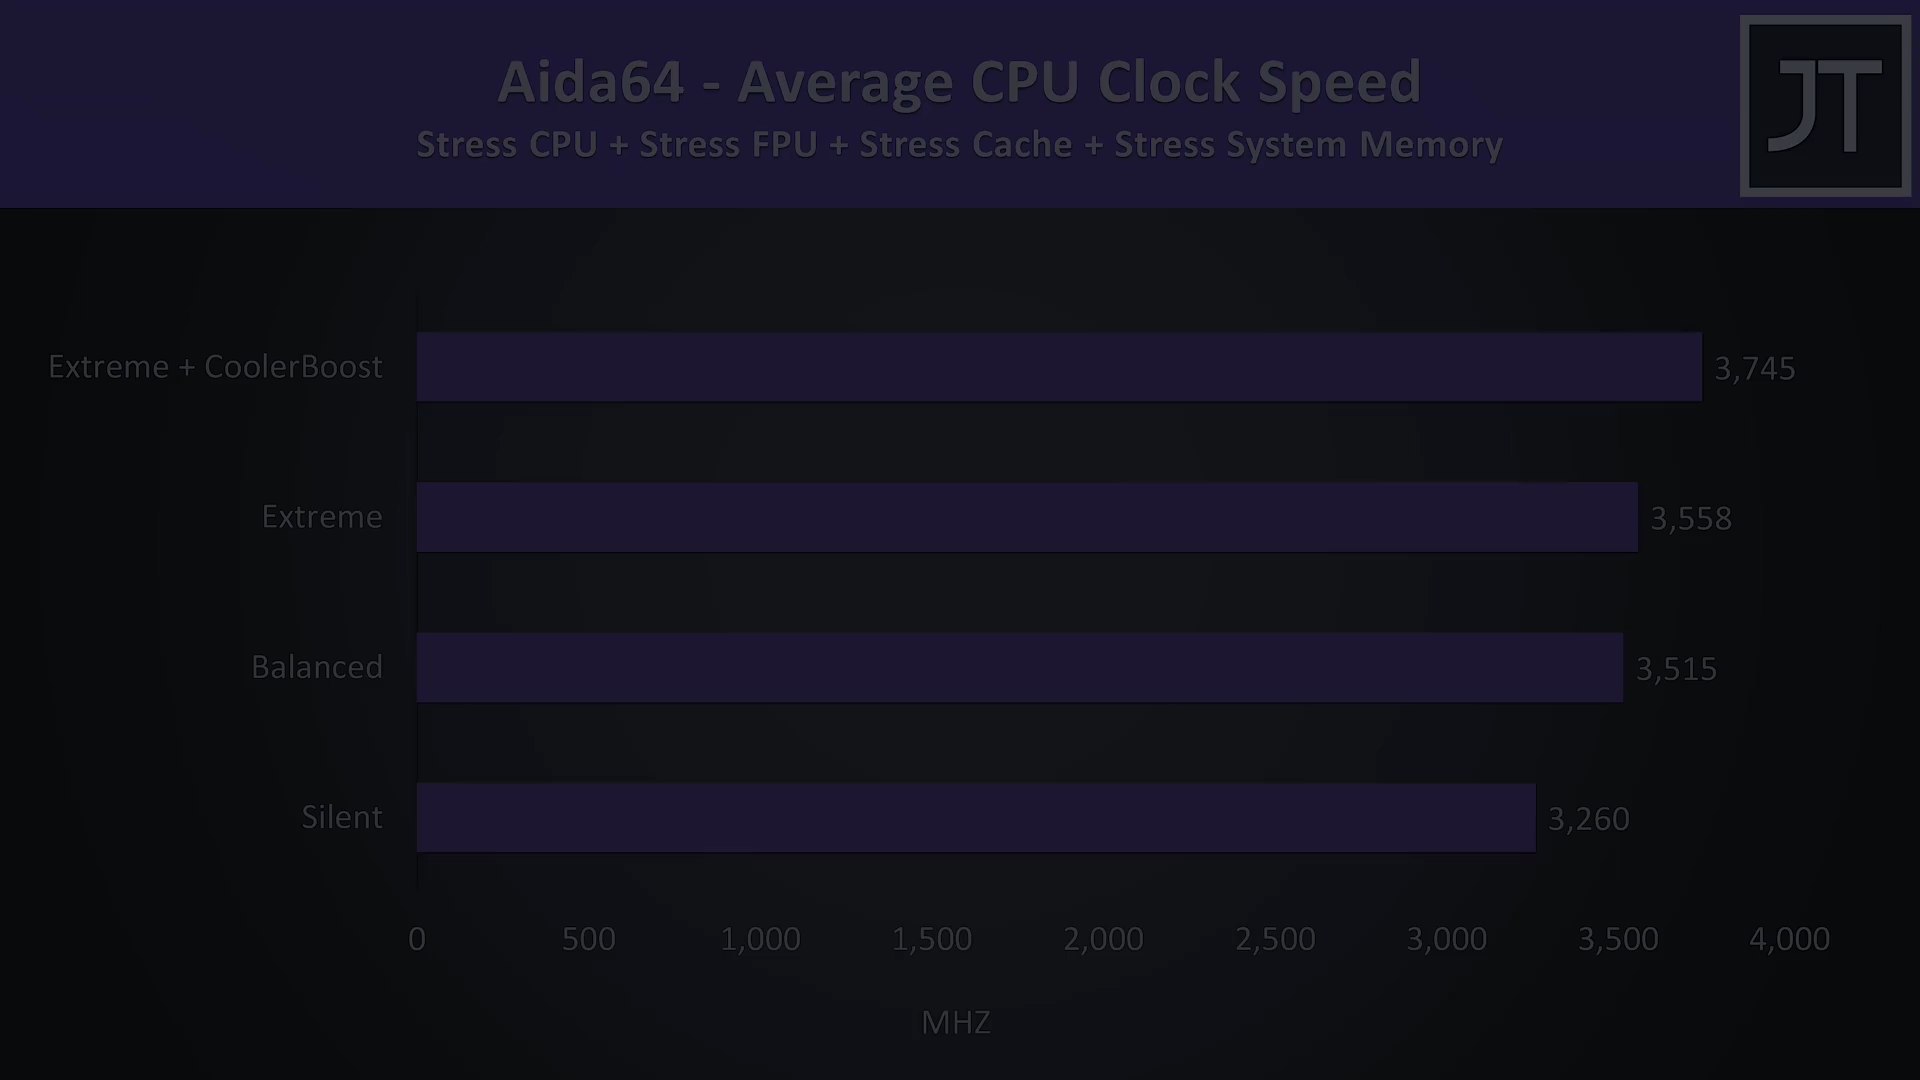 Aida64 - Average CPU Clock Speed
Stress CPU + Stress FPU + Stress Cache + Stress System Memory
JT
Extreme + CoolerBoost 3,745
Extreme 3,558
Balanced 3,515
Silent 3,260
0 500 1,000 1,500 2,000 2,500 3,000 3,500 4,000
MHZ